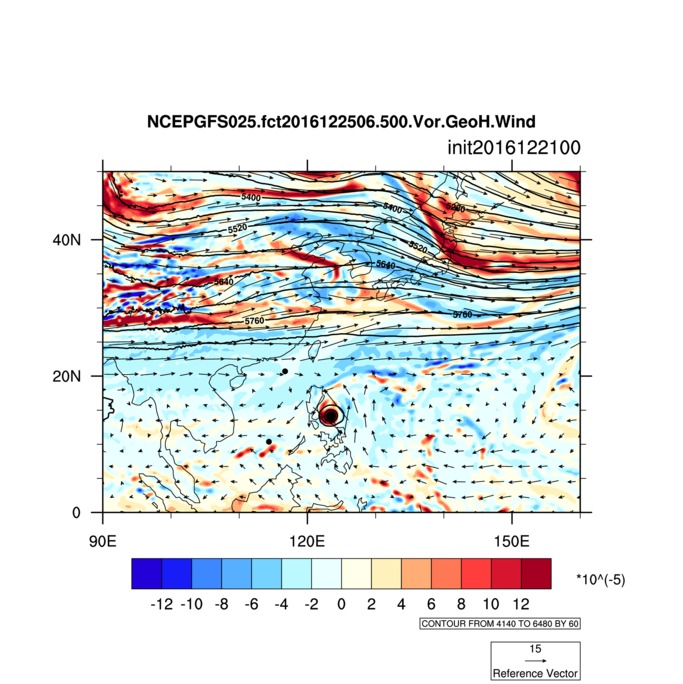 NCEPGFS025.fct2016122506.500.Vor.GeoH.Wind
init2016122100
5400
5400
5520
5520
5640
5640
5760
5760
40N
20N
0
90E 120E 150E
-12 -10 -8 -6 -4 -2 0 2 4 6 8 10 12
*10^(-5)
CONTOUR FROM 4140 TO 6480 BY 60
15
Reference Vector